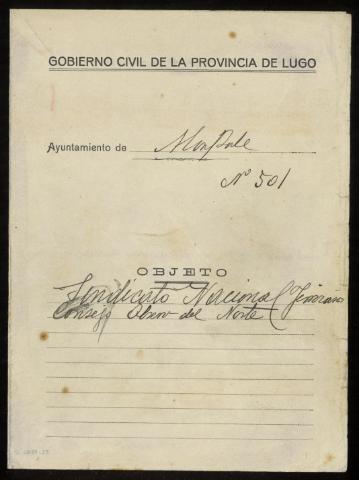 GOBIERNO CIVIL DE LA PROVINCIA DE LUGO
Ayuntamiento de Monforte
Nº 501
OBJETO
Sindicato Nacional Ferroviario
Consejo Obrero del Norte